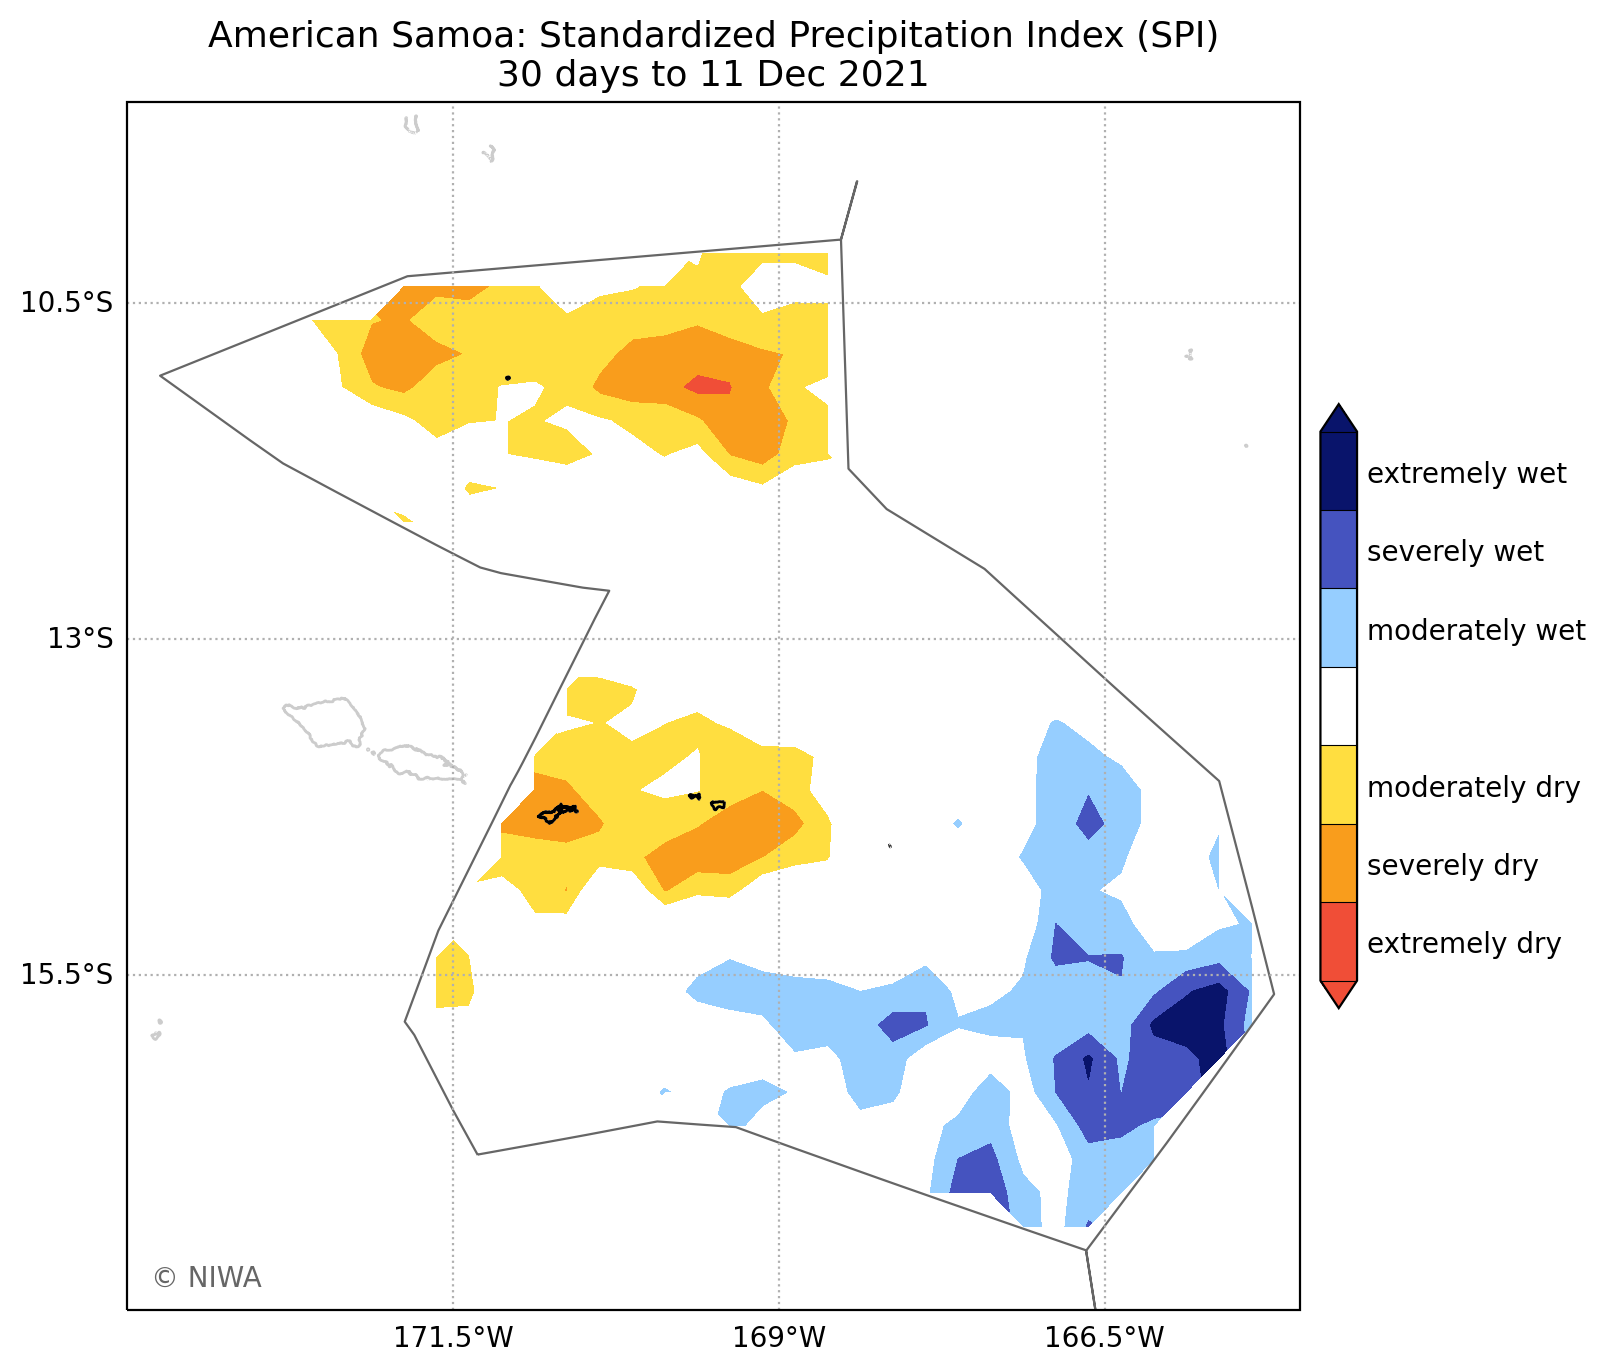 American Samoa: Standardized Precipitation Index (SPI)
30 days to 11 Dec 2021
10.5°S
13°S
15.5°S
171.5°W
169°W
166.5°W
extremely wet
severely wet
moderately wet
moderately dry
severely dry
extremely dry
© NIWA